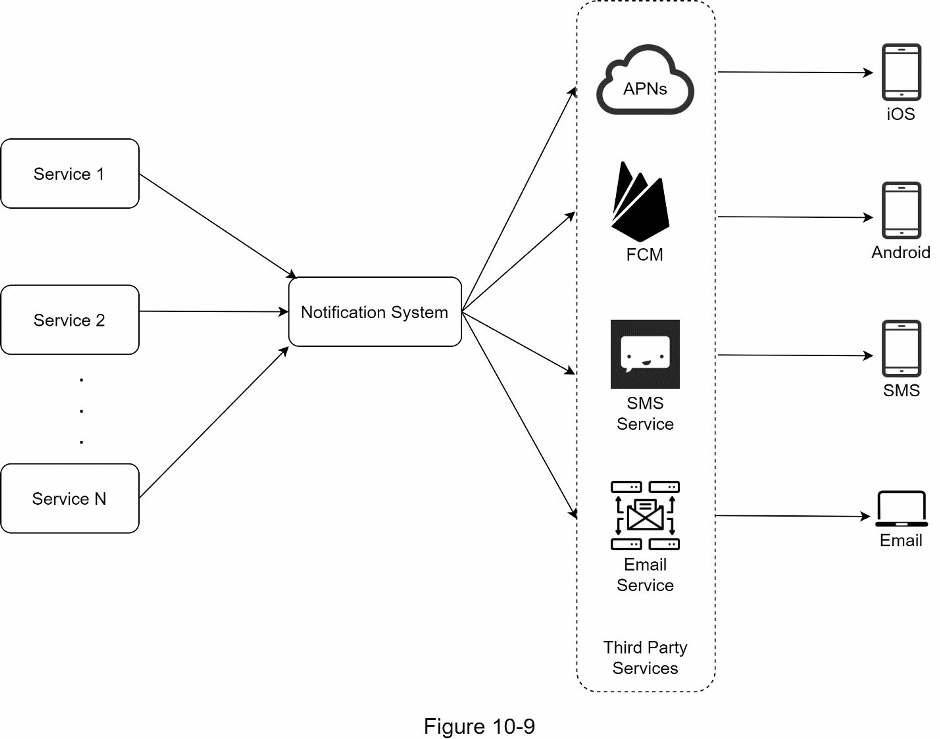 Service 1
Service 2
Service N
Notification System
APNs
FCM
SMS
Service
Email
Service
Third Party
Services
iOS
Android
SMS
Email
Figure 10-9